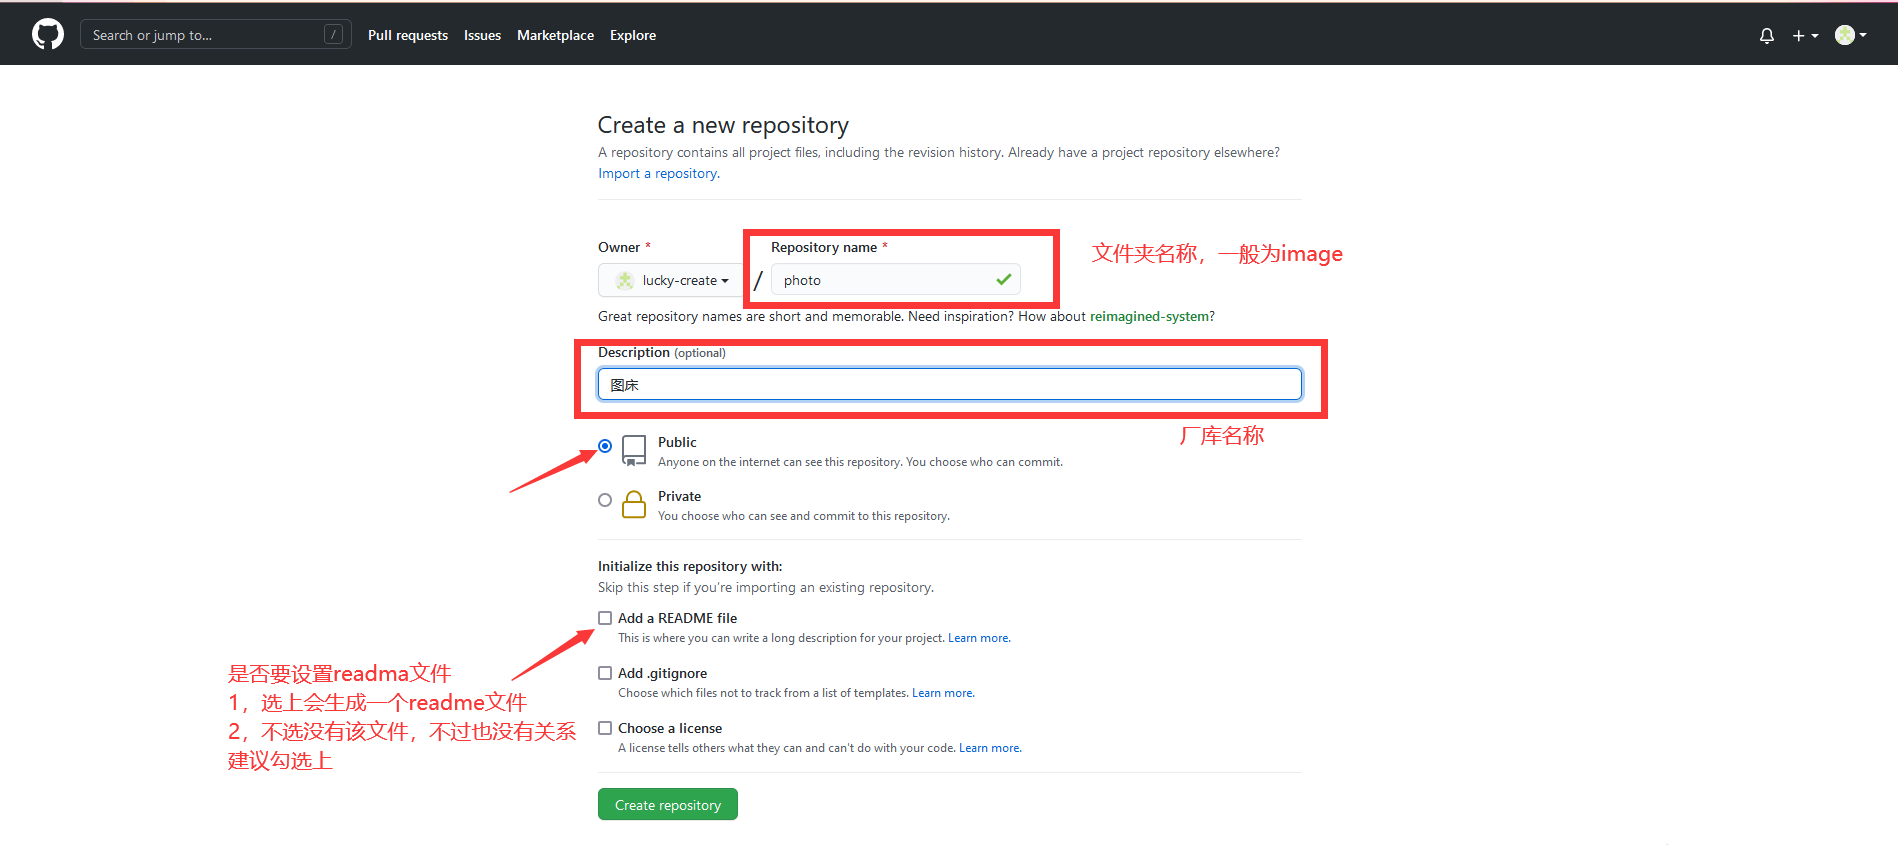 Search or jump to... /
Pull requests Issues Marketplace Explore
Create a new repository
A repository contains all project files, including the revision history. Already have a project repository elsewhere?
Import a repository.
Owner * Repository name *
文件夹名称，一般为image
lucky-create / photo
Great repository names are short and memorable. Need inspiration? How about reimagined-system?
Description (optional)
图床
厂库名称
Public
Anyone on the internet can see this repository. You choose who can commit.
Private
You choose who can see and commit to this repository.
Initialize this repository with:
Skip this step if you're importing an existing repository.
Add a README file
This is where you can write a long description for your project. Learn more.
Add .gitignore
Choose which files not to track from a list of templates. Learn more.
Choose a license
A license tells others what they can and can't do with your code. Learn more.
是否要设置readma文件
1，选上会生成一个readme文件
2，不选没有该文件，不过也没有关系
建议勾选上
Create repository